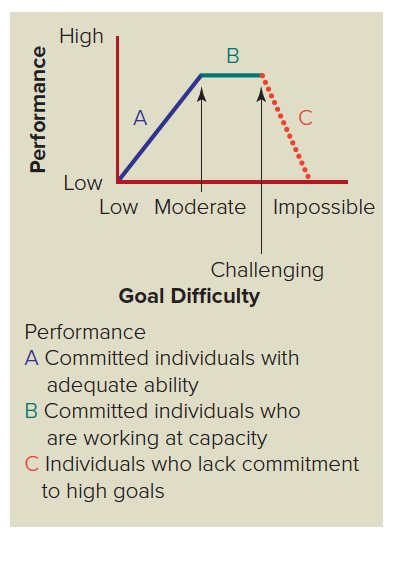 High
B
Performance
A
C
Low
Low Moderate Impossible
Challenging
Goal Difficulty
Performance
A Committed individuals with
adequate ability
B Committed individuals who
are working at capacity
C Individuals who lack commitment
to high goals